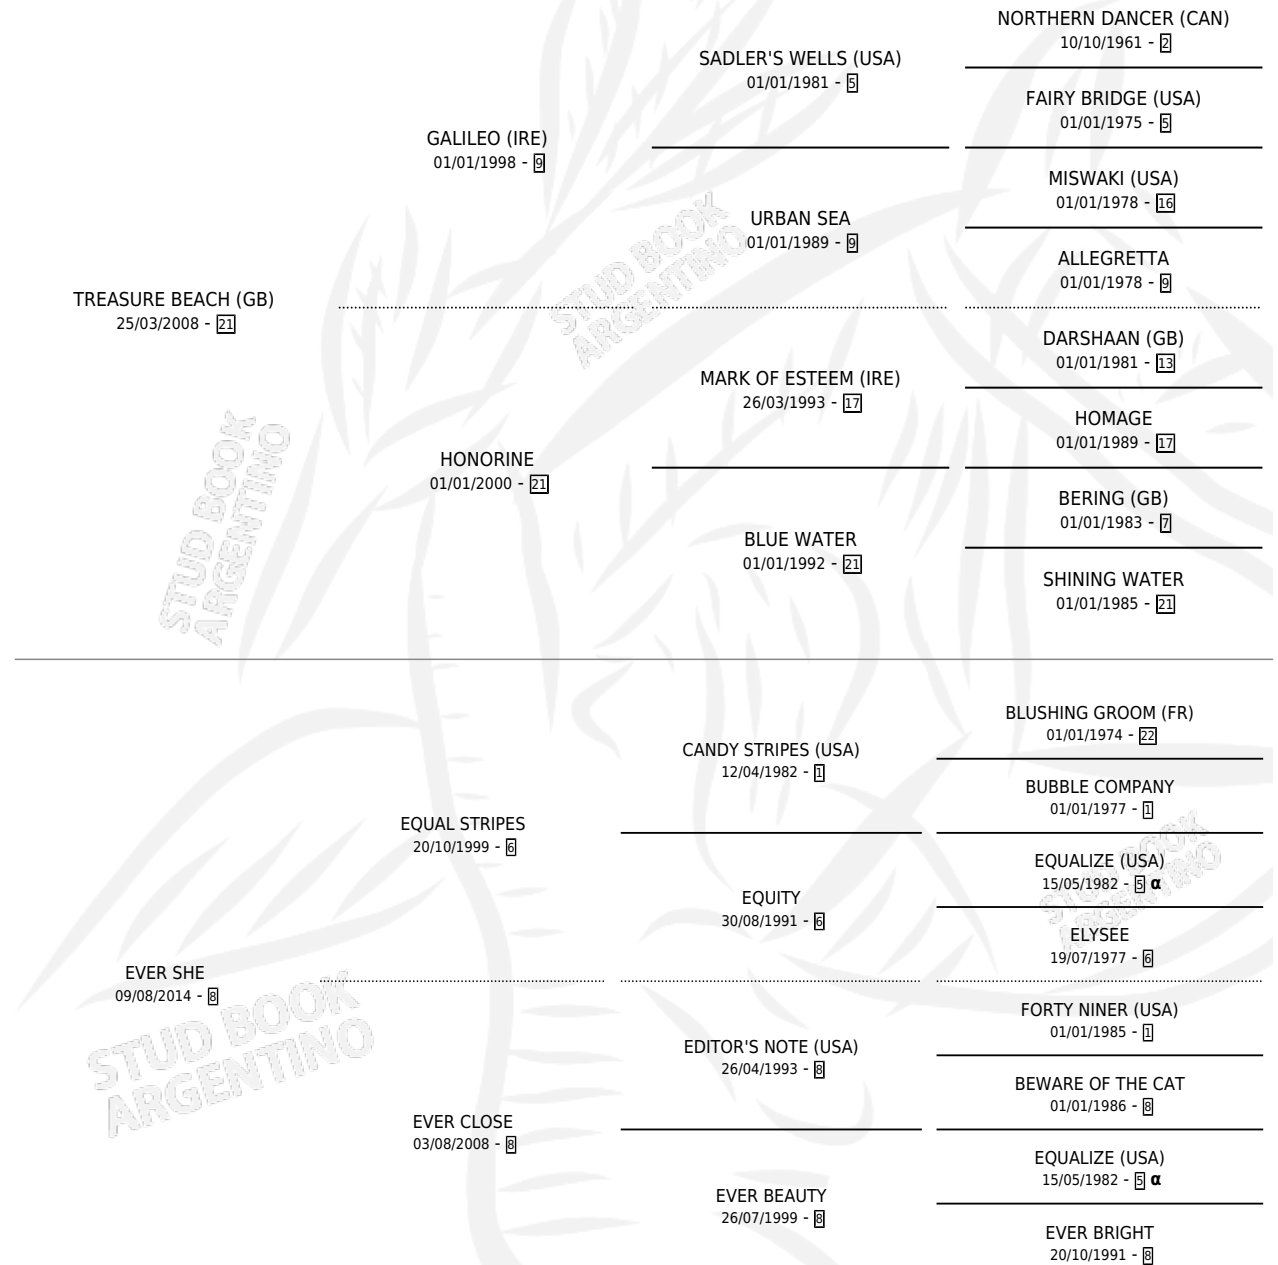 NORTHERN DANCER (CAN)
10/10/1961 - 2
SADLER'S WELLS (USA)
01/01/1981 - 5
FAIRY BRIDGE (USA)
01/01/1975 - 5
GALILEO (IRE)
01/01/1998 - 9
MISWAKI (USA)
01/01/1978 - 16
URBAN SEA
01/01/1989 - 9
ALLEGRETTA
01/01/1978 - 9
STUD BOOK
ARGENTINO
TREASURE BEACH (GB)
25/03/2008 - 21
DARSHAAN (GB)
01/01/1981 - 13
MARK OF ESTEEM (IRE)
26/03/1993 - 17
HOMAGE
01/01/1989 - 17
HONORINE
01/01/2000 - 21
BERING (GB)
01/01/1983 - 7
BLUE WATER
01/01/1992 - 21
SHINING WATER
01/01/1985 - 21
STUD BOOK
ARGENTINO
BLUSHING GROOM (FR)
01/01/1974 - 22
CANDY STRIPES (USA)
12/04/1982 - 1
BUBBLE COMPANY
01/01/1977 - 1
EQUAL STRIPES
20/10/1999 - 6
EQUALIZE (USA)
15/05/1982 - 5 α
STUD BOOK
ARGENTINO
EQUITY
30/08/1991 - 6
ELYSEE
19/07/1977 - 6
EVER SHE
09/08/2014 - 8
STUD BOOK
ARGENTINO
FORTY NINER (USA)
01/01/1985 - 1
EDITOR'S NOTE (USA)
26/04/1993 - 8
BEWARE OF THE CAT
01/01/1986 - 8
EVER CLOSE
03/08/2008 - 8
EQUALIZE (USA)
15/05/1982 - 5 α
EVER BEAUTY
26/07/1999 - 8
EVER BRIGHT
20/10/1991 - 8